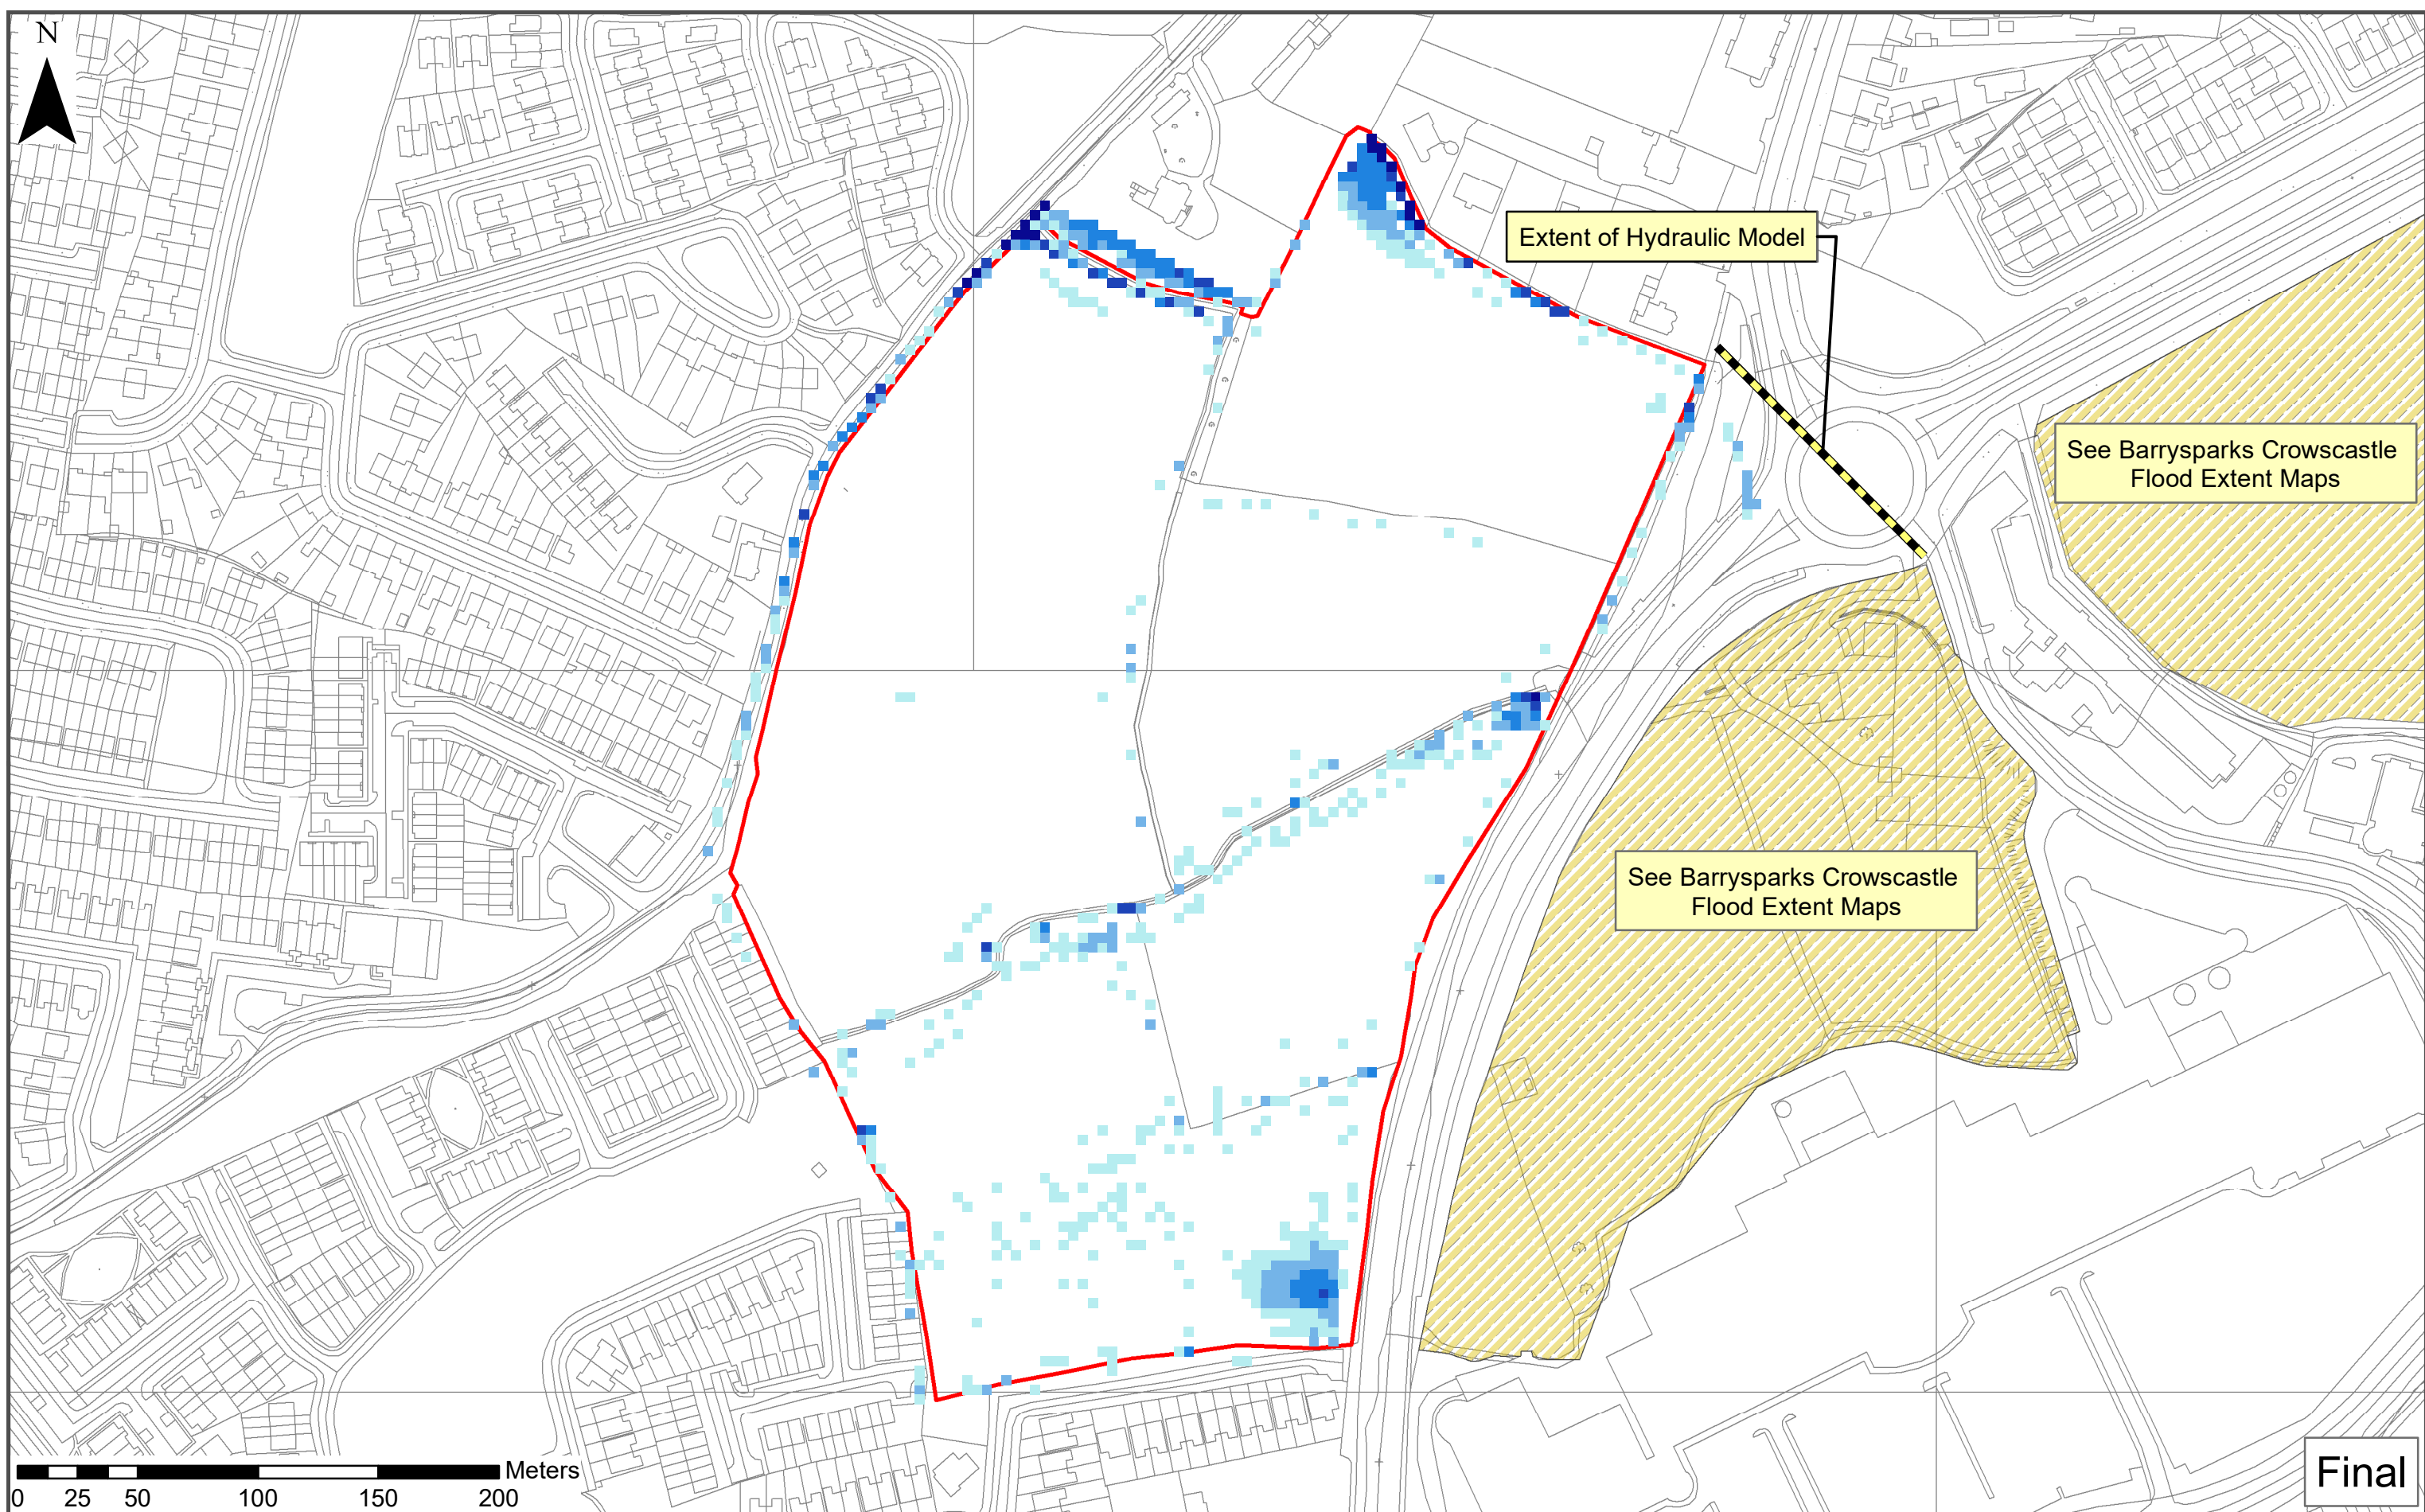 N
Extent of Hydraulic Model
See Barrysparks Crowscastle
Flood Extent Maps
See Barrysparks Crowscastle
Flood Extent Maps
Meters
0 25 50 100 150 200
Final